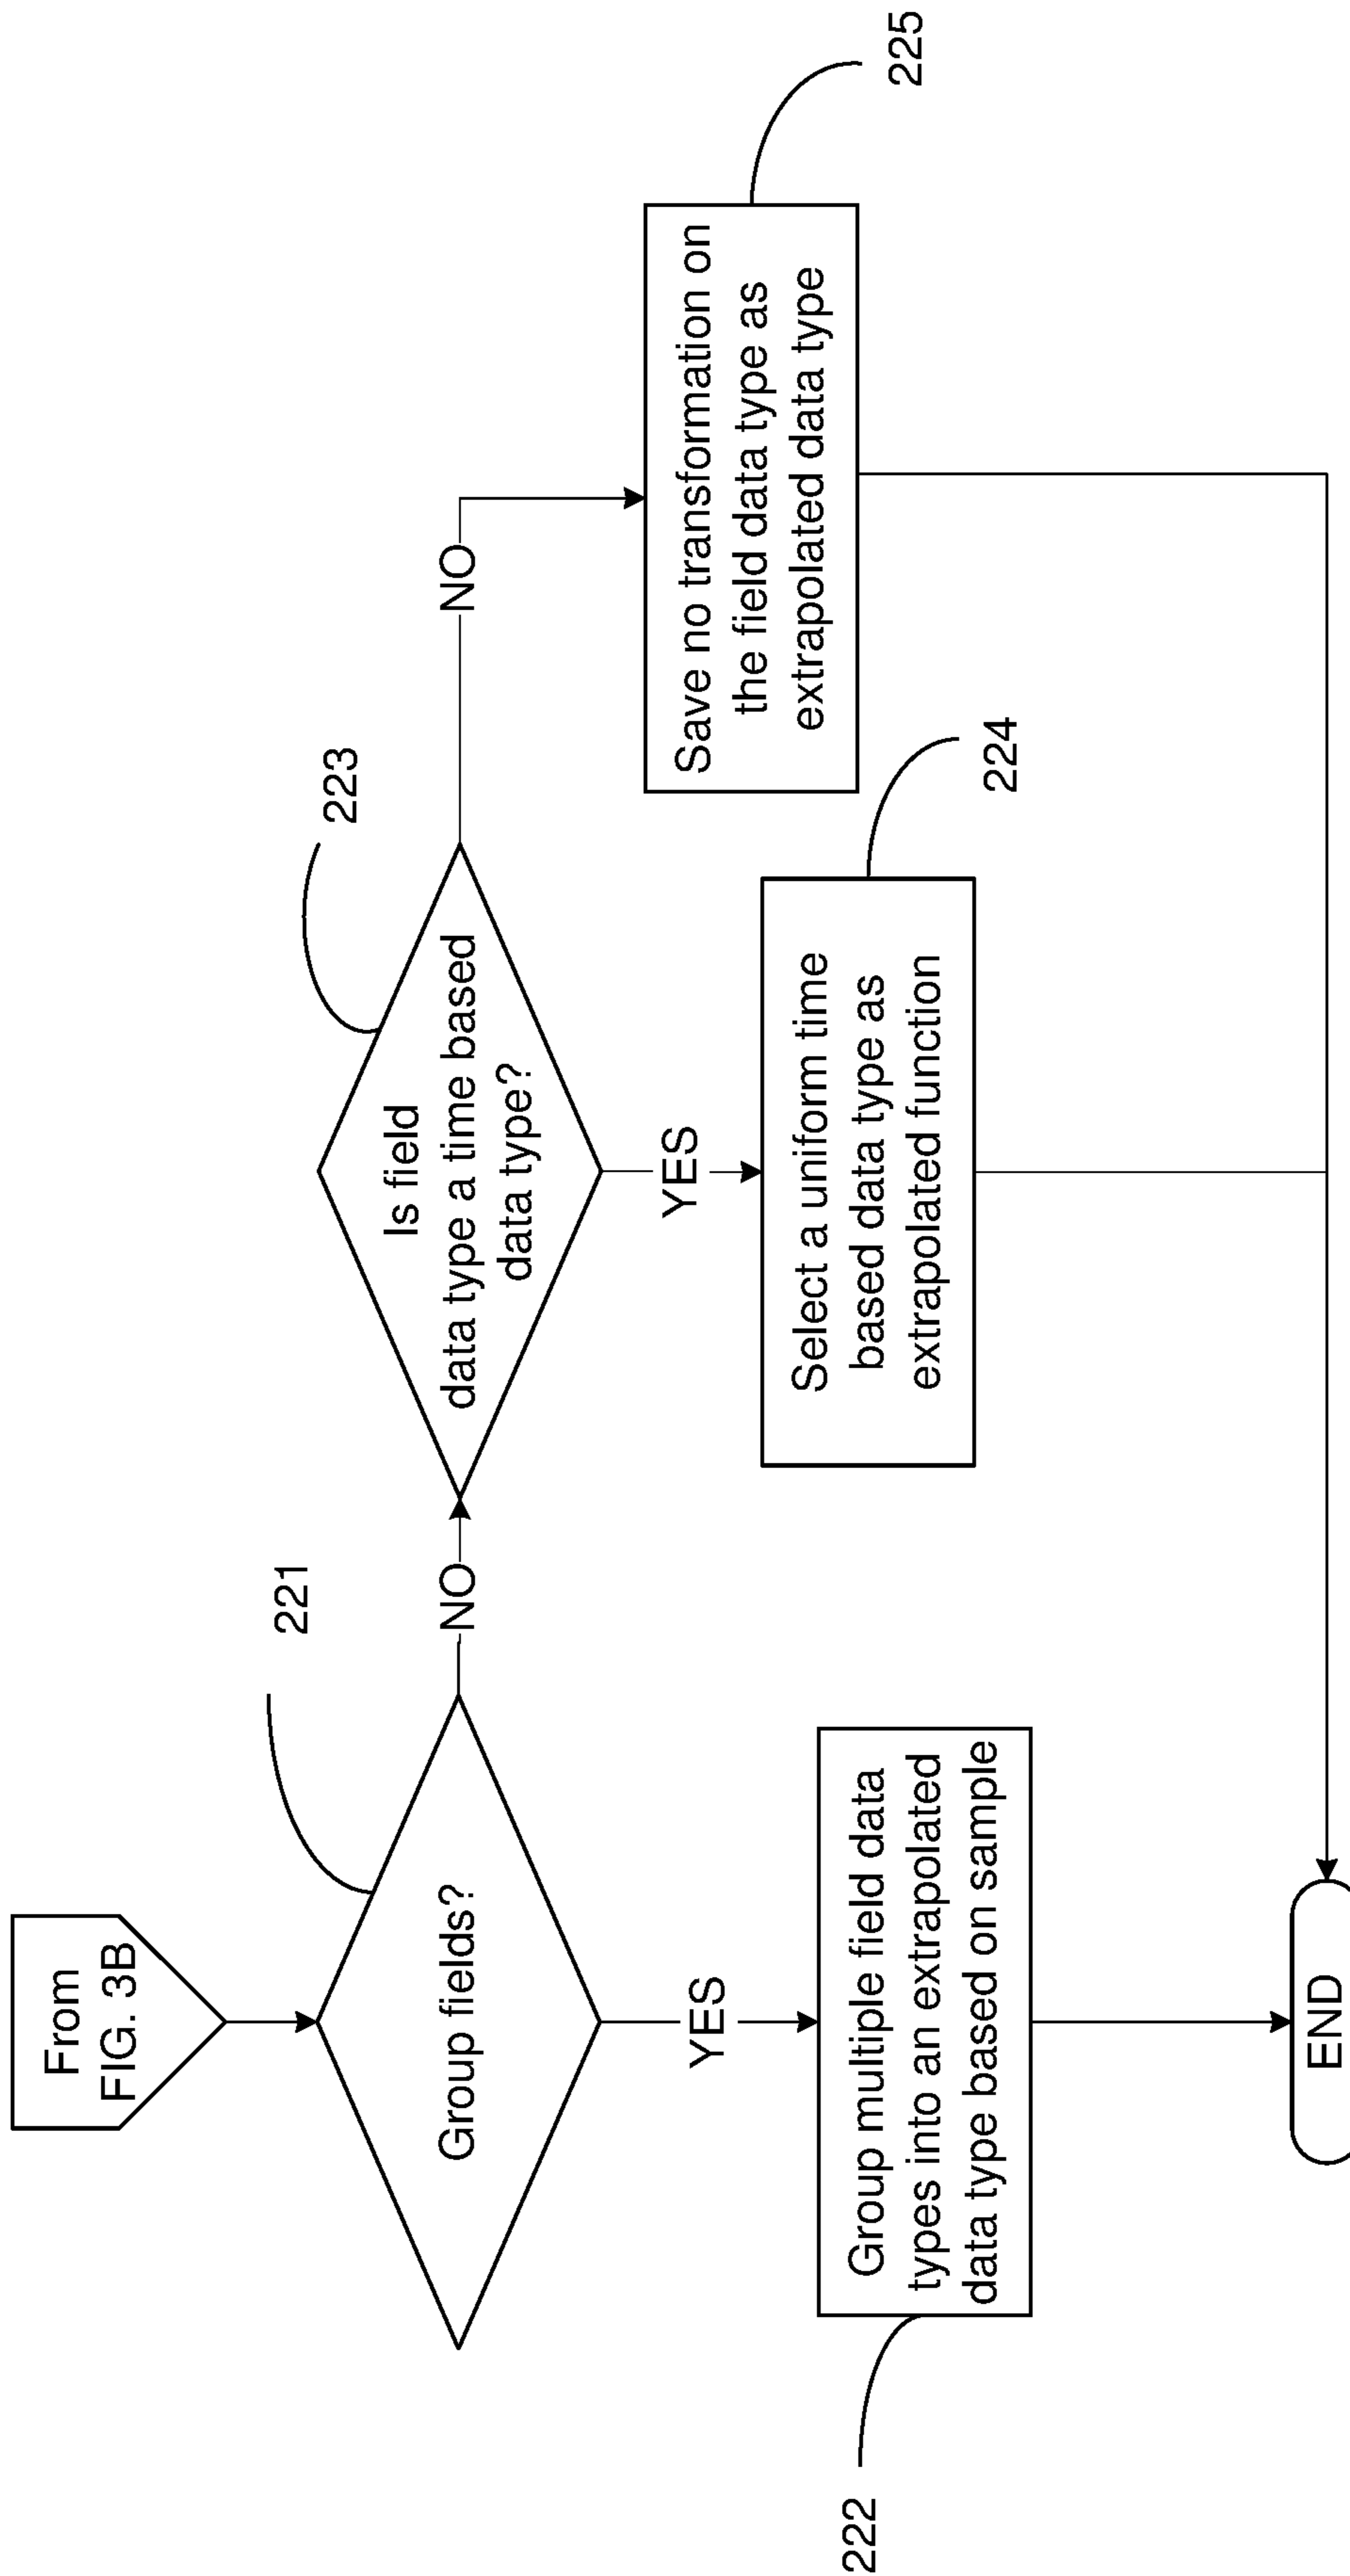 From
FIG. 3B
221
Group fields?
NO
YES
222
Group multiple field data
types into an extrapolated
data type based on sample
223
Is field
data type a time based
data type?
NO
YES
224
Select a uniform time
based data type as
extrapolated function
225
Save no transformation on
the field data type as
extrapolated data type
END